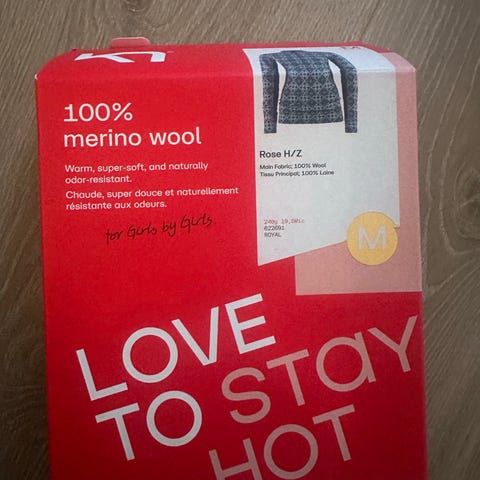 100%
merino wool
Warm, super-soft, and naturally
odor-resistant.
Chaude, super douce et naturellement
résistante aux odeurs.
for Girls by Girls
M
Rose H/Z
Main Fabric; 100% Wool
Tissu Principal; 100% Laine
622691
ROYAL
M
LOVE
TO STAY
HOT